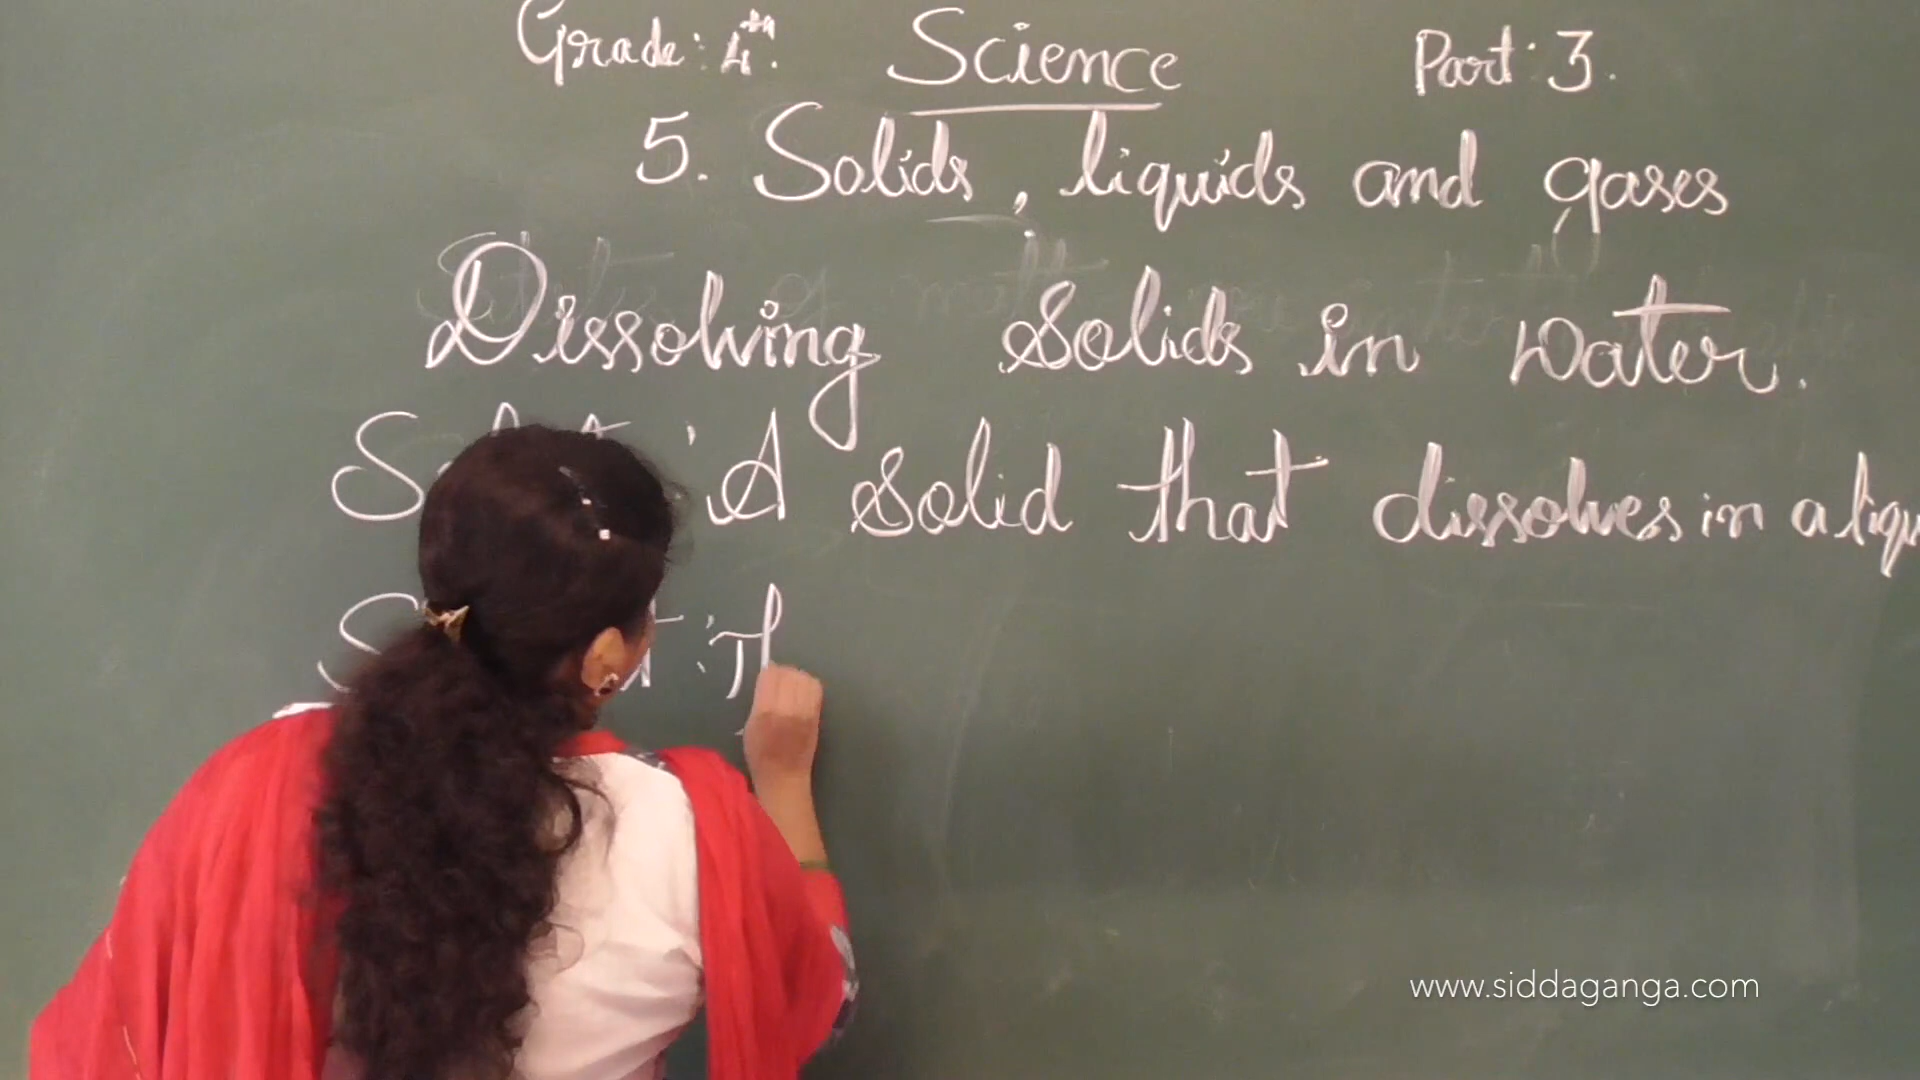 Grade: 4th. Science Part: 3.
5. Solids, liquids and gases
Dissolving Solids in water.
: A Solid that dissolves in a
: Th
www.siddaganga.com